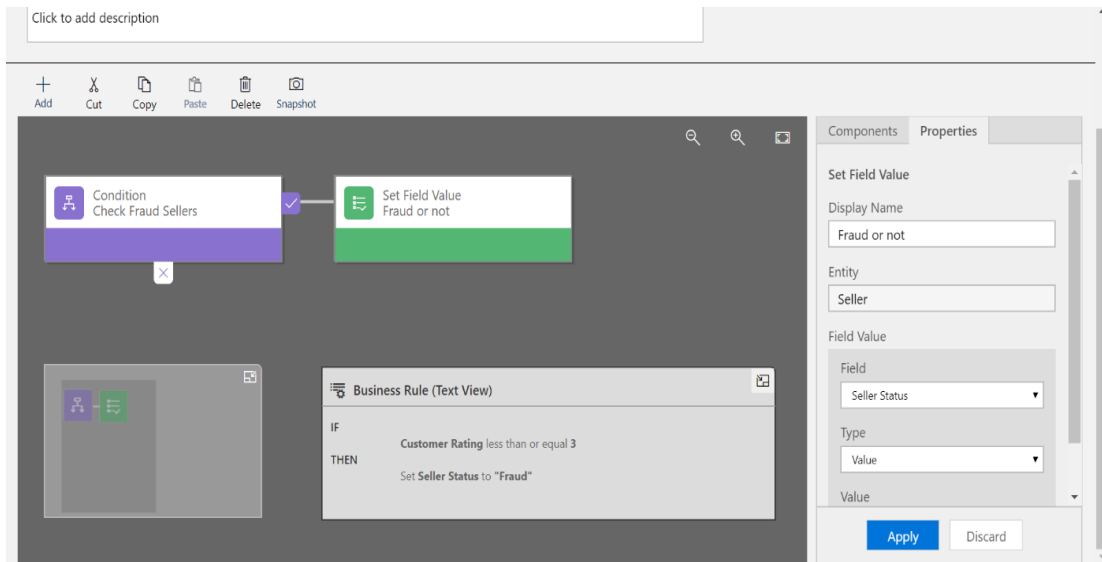 Click to add description
Add Cut Copy Paste Delete Snapshot
Components Properties
Condition
Check Fraud Sellers
Set Field Value
Fraud or not
Set Field Value
Display Name
Fraud or not
Entity
Seller
Field Value
Field
Seller Status
Type
Value
Value
Business Rule (Text View)
IF
Customer Rating less than or equal 3
THEN
Set Seller Status to "Fraud"
Apply Discard